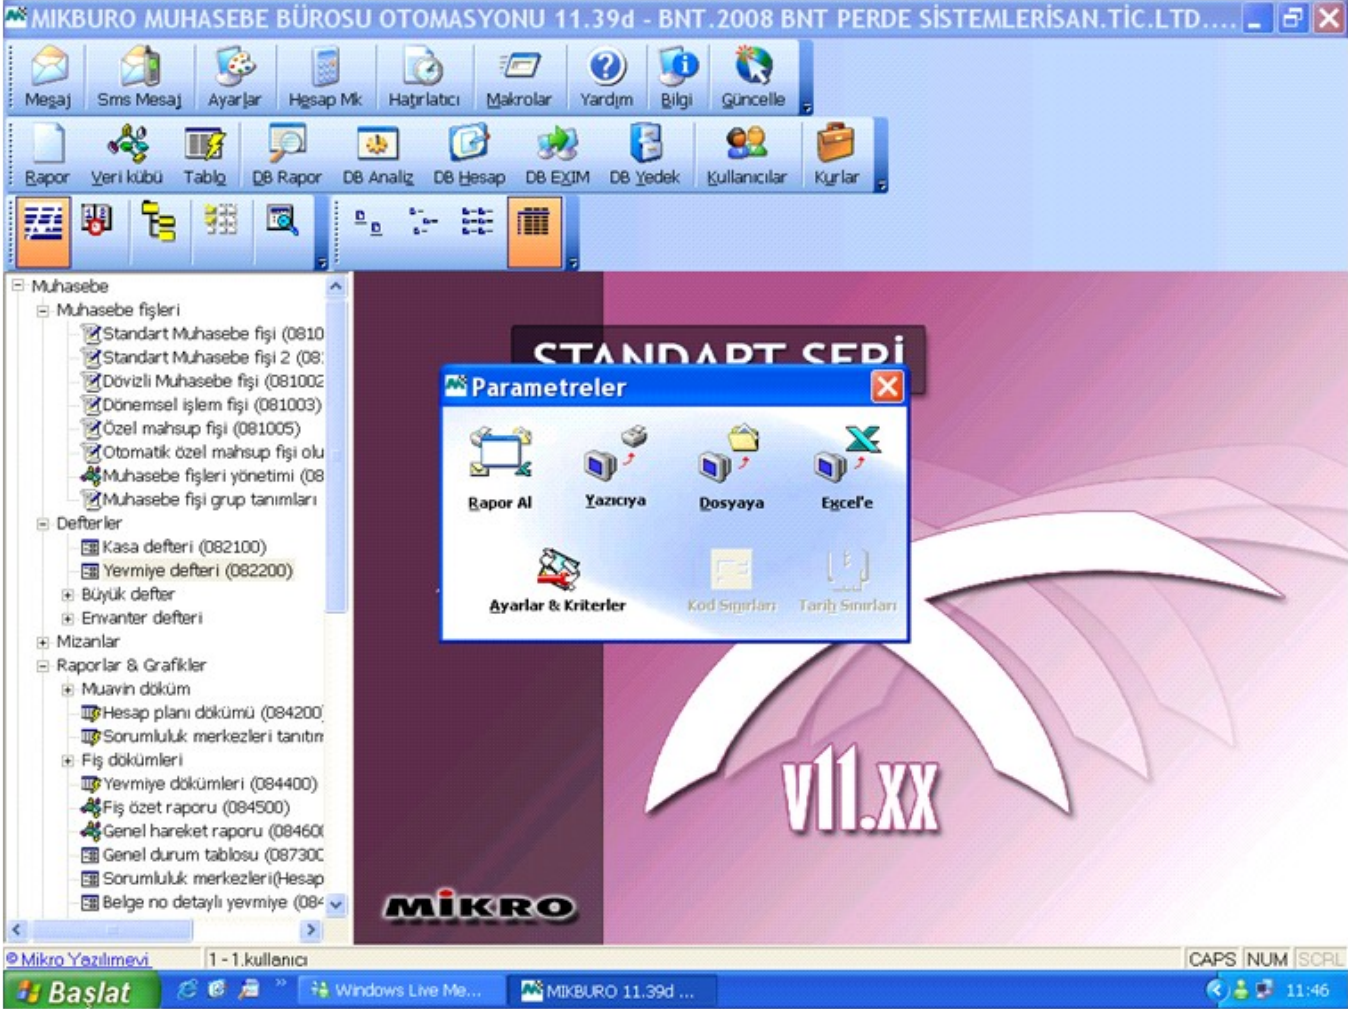 MIKBURO MUHASEBE BÜROSU OTOMASYONU 11.39d - BNT.2008 BNT PERDE SİSTEMLERİSAN.TİC.LTD....
Mesaj Sms Mesaj Ayarlar Hesap Mk Hatırlatıcı Makrolar Yardım Bilgi Güncelle
Rapor Veri kübü Tablo DB Rapor DB Analiz DB Hesap DB EXIM DB Yedek Kullanıcılar Kurlar
Muhasebe
Muhasebe fişleri
Standart Muhasebe fişi (0810
Standart Muhasebe fişi 2 (08
Dövizli Muhasebe fişi (081002
Dönemsel işlem fişi (081003)
Özel mahsup fişi (081005)
Otomatik özel mahsup fişi olu
Muhasebe fişleri yönetimi (08
Muhasebe fişi grup tanımları
Defterler
Kasa defteri (082100)
Yevmiye defteri (082200)
Büyük defter
Envanter defteri
Mizanlar
Raporlar & Grafikler
Muavin döküm
Hesap planı dökümü (084200)
Sorumluluk merkezleri tanıtım
Fiş dökümleri
Yevmiye dökümleri (084400)
Fiş özet raporu (084500)
Genel hareket raporu (084600
Genel durum tablosu (087300
Sorumluluk merkezleri(Hesap
Belge no detaylı yevmiye (084
STANDART SERİ
Parametreler
Rapor Al Yazıcıya Dosyaya Excel'e
Ayarlar & Kriterler Kod Sınırları Tarih Sınırları
v11.xx
MİKRO
© Mikro Yazılımevi 1 - 1.kullanıcı CAPS NUM SCRL
Başlat » Windows Live Me... MIKBURO 11.39d ... 11:46